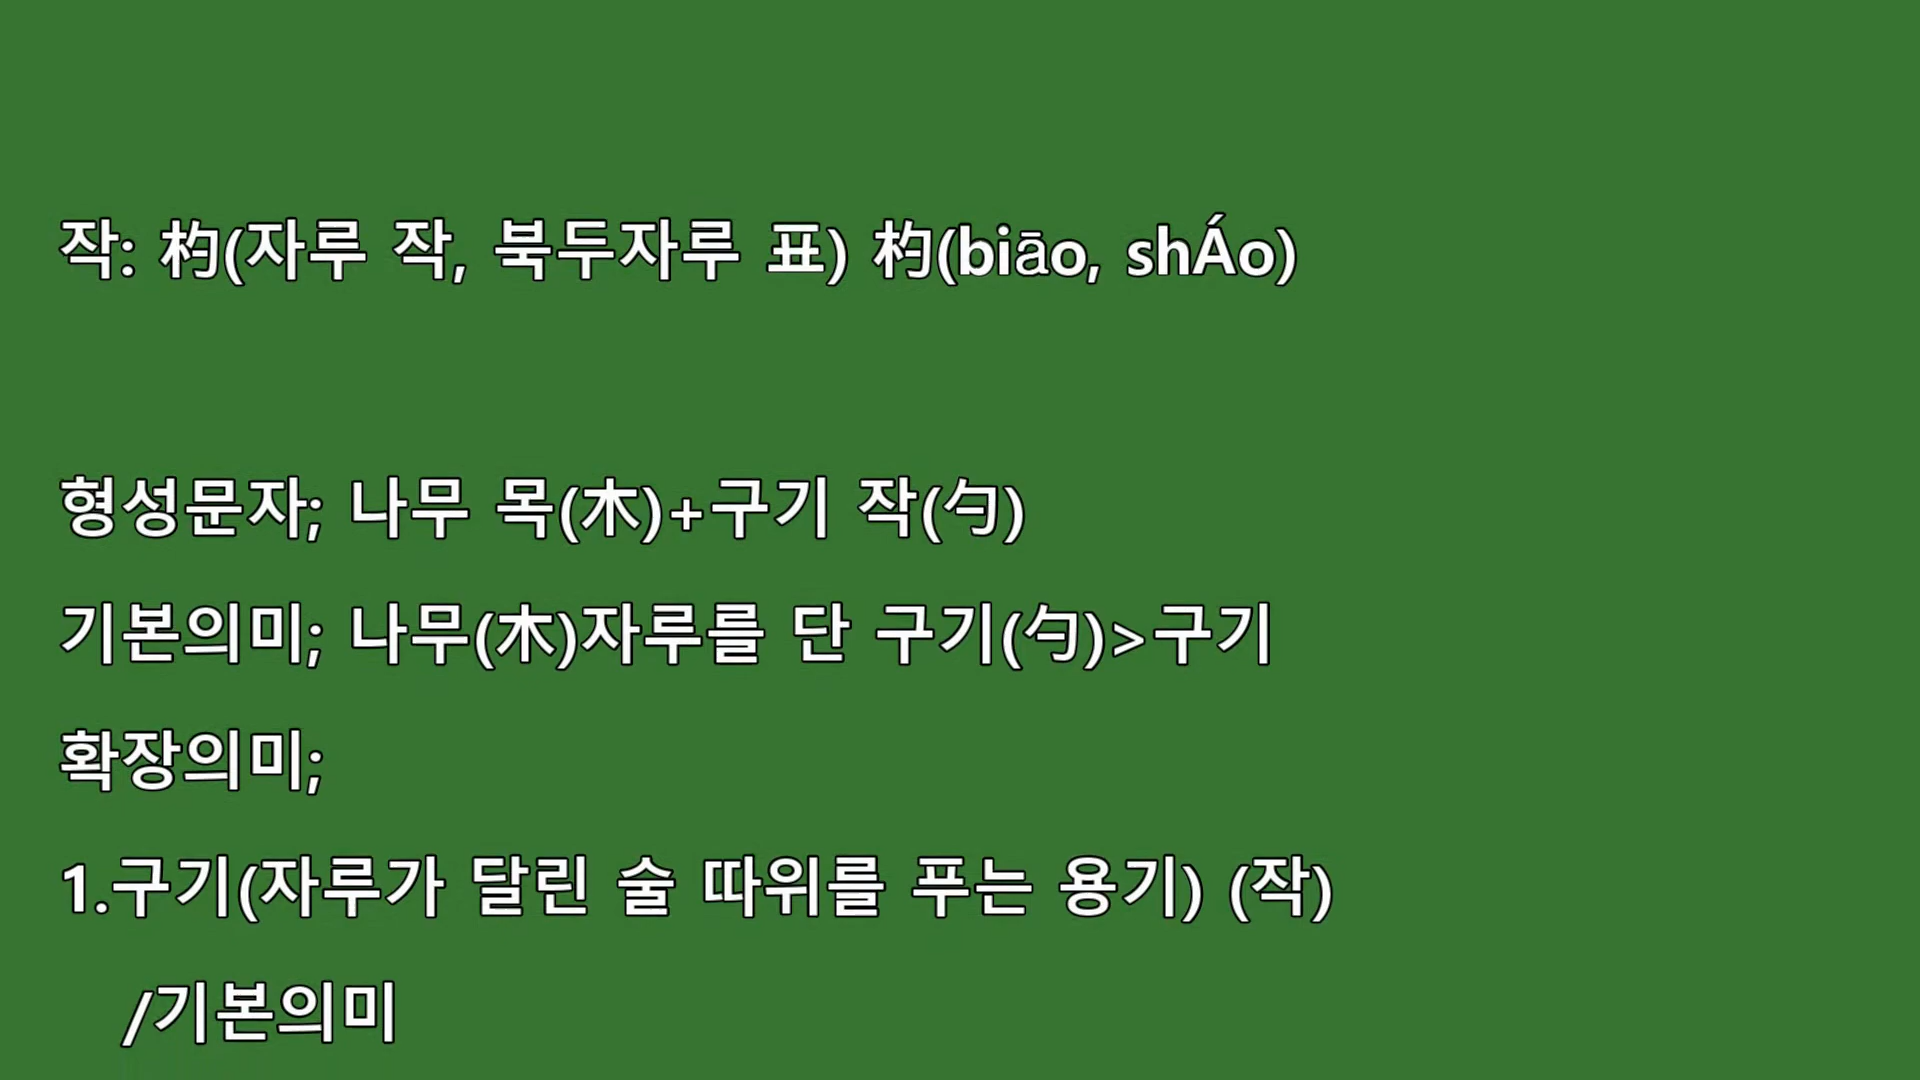 작: 杓(자루 작, 북두자루 표) 杓(biāo, shÁo)
형성문자; 나무 목(木)+구기 작(勺)
기본의미; 나무(木)자루를 단 구기(勺)>구기
확장의미;
1.구기(자루가 달린 술 따위를 푸는 용기) (작)
/기본의미